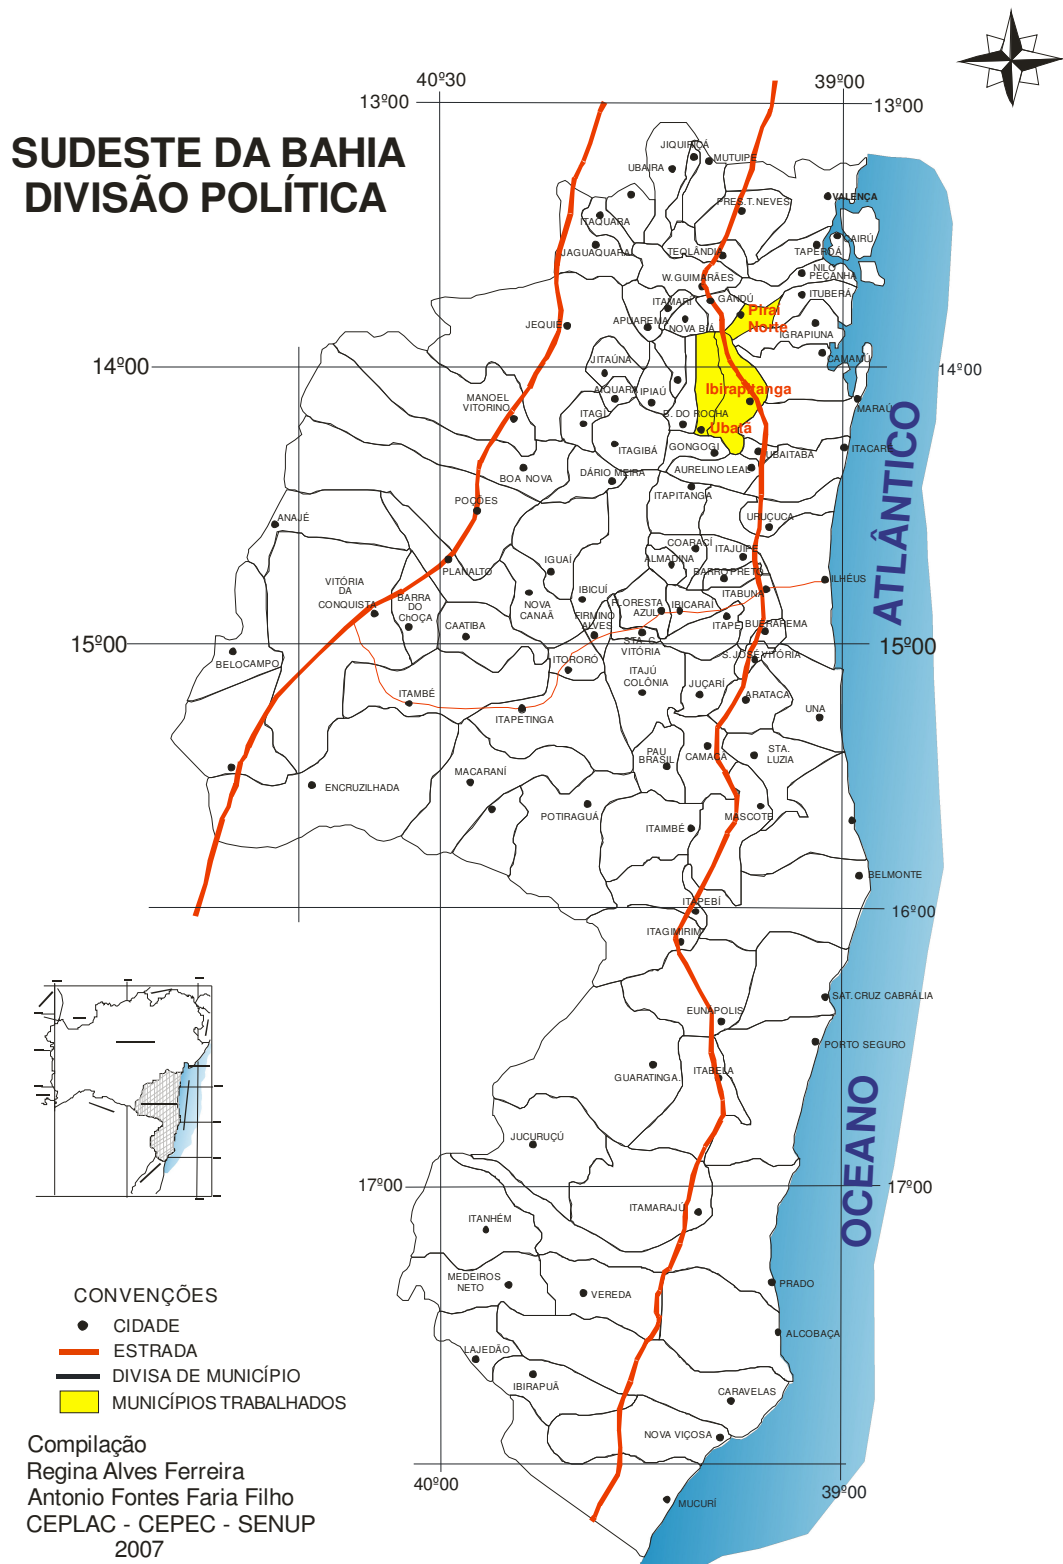 40º30
39º00
13º00
13º00
SUDESTE DA BAHIA
DIVISÃO POLÍTICA
JIQUIRIÇÁ
MUTUIPE
UBAIRA
VALENÇA
PRES.T. NEVES
ITAQUARA
CAIRÚ
JAGUAQUARA
TEOLÂNDIA
TAPEROÁ
NILO
PEÇANHA
W. GUIMARÃES
ITUBERÁ
ITAMARI
GANDÚ
Piraí
Norte
APUAREMA
NOVA BIÁ
IGRAPIUNA
JEQUIÉ
CAMAMÚ
14º00
14º00
JITAÚNA
AIQUARA
IPIAÚ
Ibirapitanga
MANOEL
VITORINO
MARAÚ
ITAGÍ
B. DO ROCHA
Ubatã
ITAGIBÁ
GONGOGI
UBAITABA
ITACARÉ
BOA NOVA
DÁRIO MEIRA
AURELINO LEAL
ITAPITANGA
POÇÕES
ANAJÉ
URUÇUCA
COARACÍ
ITAJUIPE
ALMADINA
IGUAÍ
PLANALTO
BARRO PRETO
ILHÉUS
VITÓRIA
DA
CONQUISTA
BARRA
DO
ChOÇA
IBICUÍ
ITABUNA
NOVA
CANAÃ
FLORESTA
AZUL
IBICARAÍ
FIRMINO
ALVES
ITAPÉ
BUERAREMA
CAATIBA
STA. C.
VITÓRIA
15º00
15º00
BELO CAMPO
ITORORÓ
S. JOSÉ VITÓRIA
ITAJÚ
COLÔNIA
JUÇARÍ
ITAMBÉ
ARATACA
ITAPETINGA
UNA
PAU
BRASIL
CAMACÃ
STA.
LUZIA
MACARANÍ
ENCRUZILHADA
POTIRAGUÁ
MASCOTE
ITAIMBÉ
BELMONTE
ITAPEBÍ
16º00
ITAGIMIRIM
SAT. CRUZ CABRÁLIA
EUNÁPOLIS
PORTO SEGURO
GUARATINGA.
ITABELA
JUCURUÇÚ
17º00
17º00
ITAMARAJÚ
ITANHÉM
MEDEIROS
NETO
VEREDA
PRADO
ALCOBAÇA
LAJEDÃO
IBIRAPUÃ
CARAVELAS
NOVA VIÇOSA
40º00
39º00
MUCURÍ
OCEANO
ATLÂNTICO
CONVENÇÕES
CIDADE
ESTRADA
DIVISA DE MUNICÍPIO
MUNICÍPIOS TRABALHADOS
Compilação
Regina Alves Ferreira
Antonio Fontes Faria Filho
CEPLAC - CEPEC - SENUP
2007